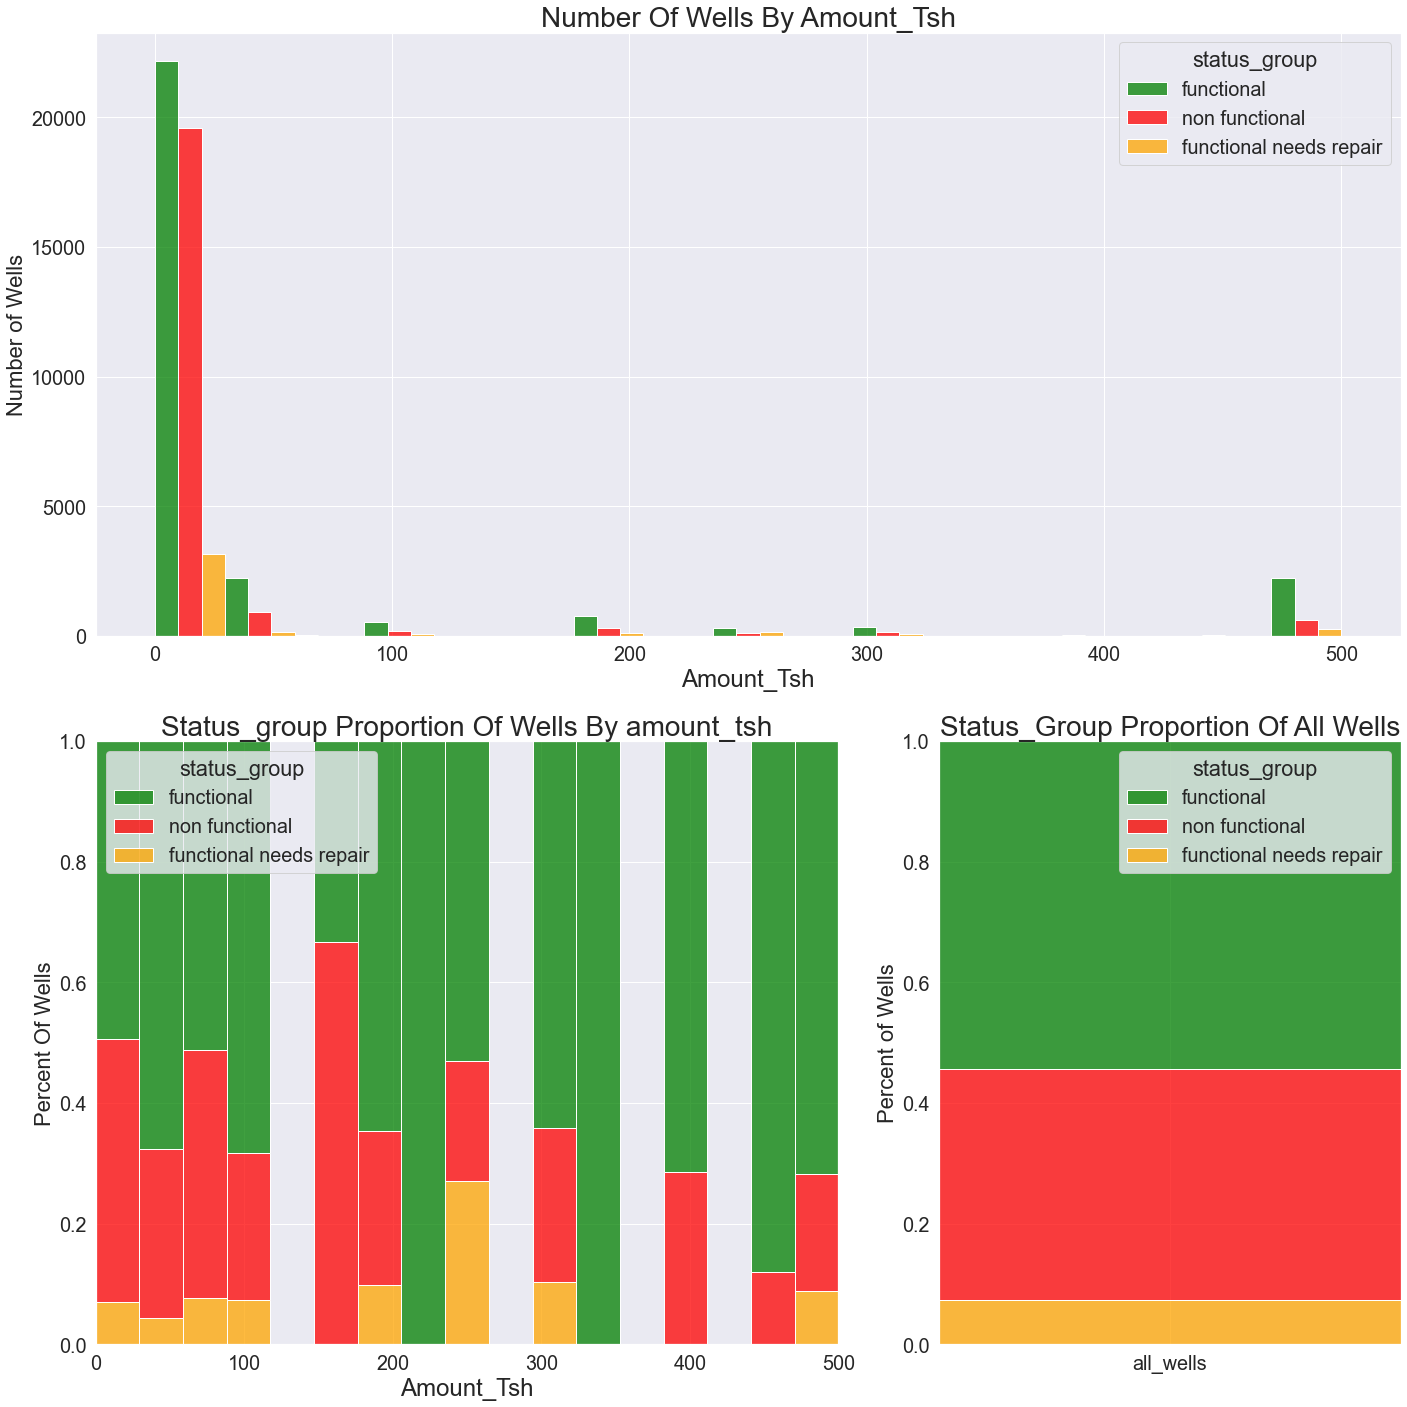 Number Of Wells By Amount_Tsh
status_group
functional
non functional
functional needs repair
Number of Wells
20000
15000
10000
5000
0
0 100 200 300 400 500
Amount_Tsh
Status_group Proportion Of Wells By amount_tsh
status_group
functional
non functional
functional needs repair
Percent Of Wells
1.0
0.8
0.6
0.4
0.2
0.0
0 100 200 300 400 500
Amount_Tsh
Status_Group Proportion Of All Wells
status_group
functional
non functional
functional needs repair
Percent of Wells
1.0
0.8
0.6
0.4
0.2
0.0
all_wells